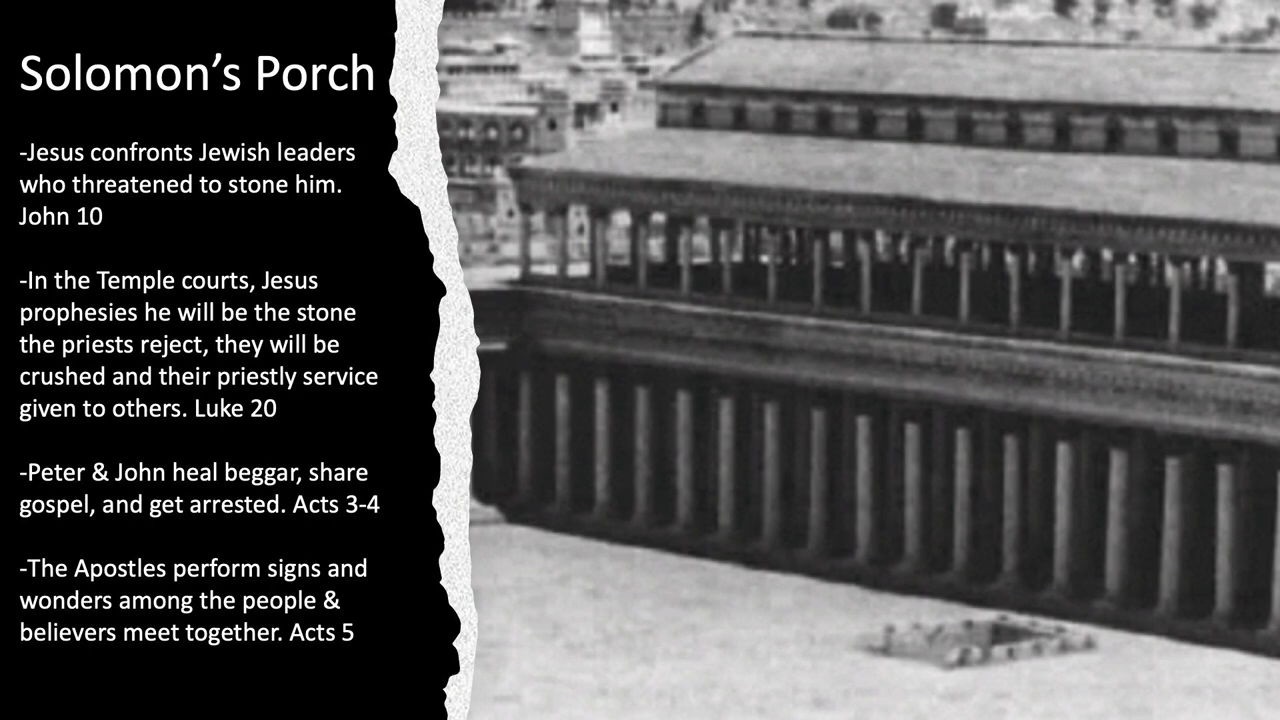 Solomon’s Porch
-Jesus confronts Jewish leaders
who threatened to stone him.
John 10
-In the Temple courts, Jesus
prophesies he will be the stone
the priests reject, they will be
crushed and their priestly service
given to others. Luke 20
-Peter & John heal beggar, share
gospel, and get arrested. Acts 3-4
-The Apostles perform signs and
wonders among the people &
believers meet together. Acts 5